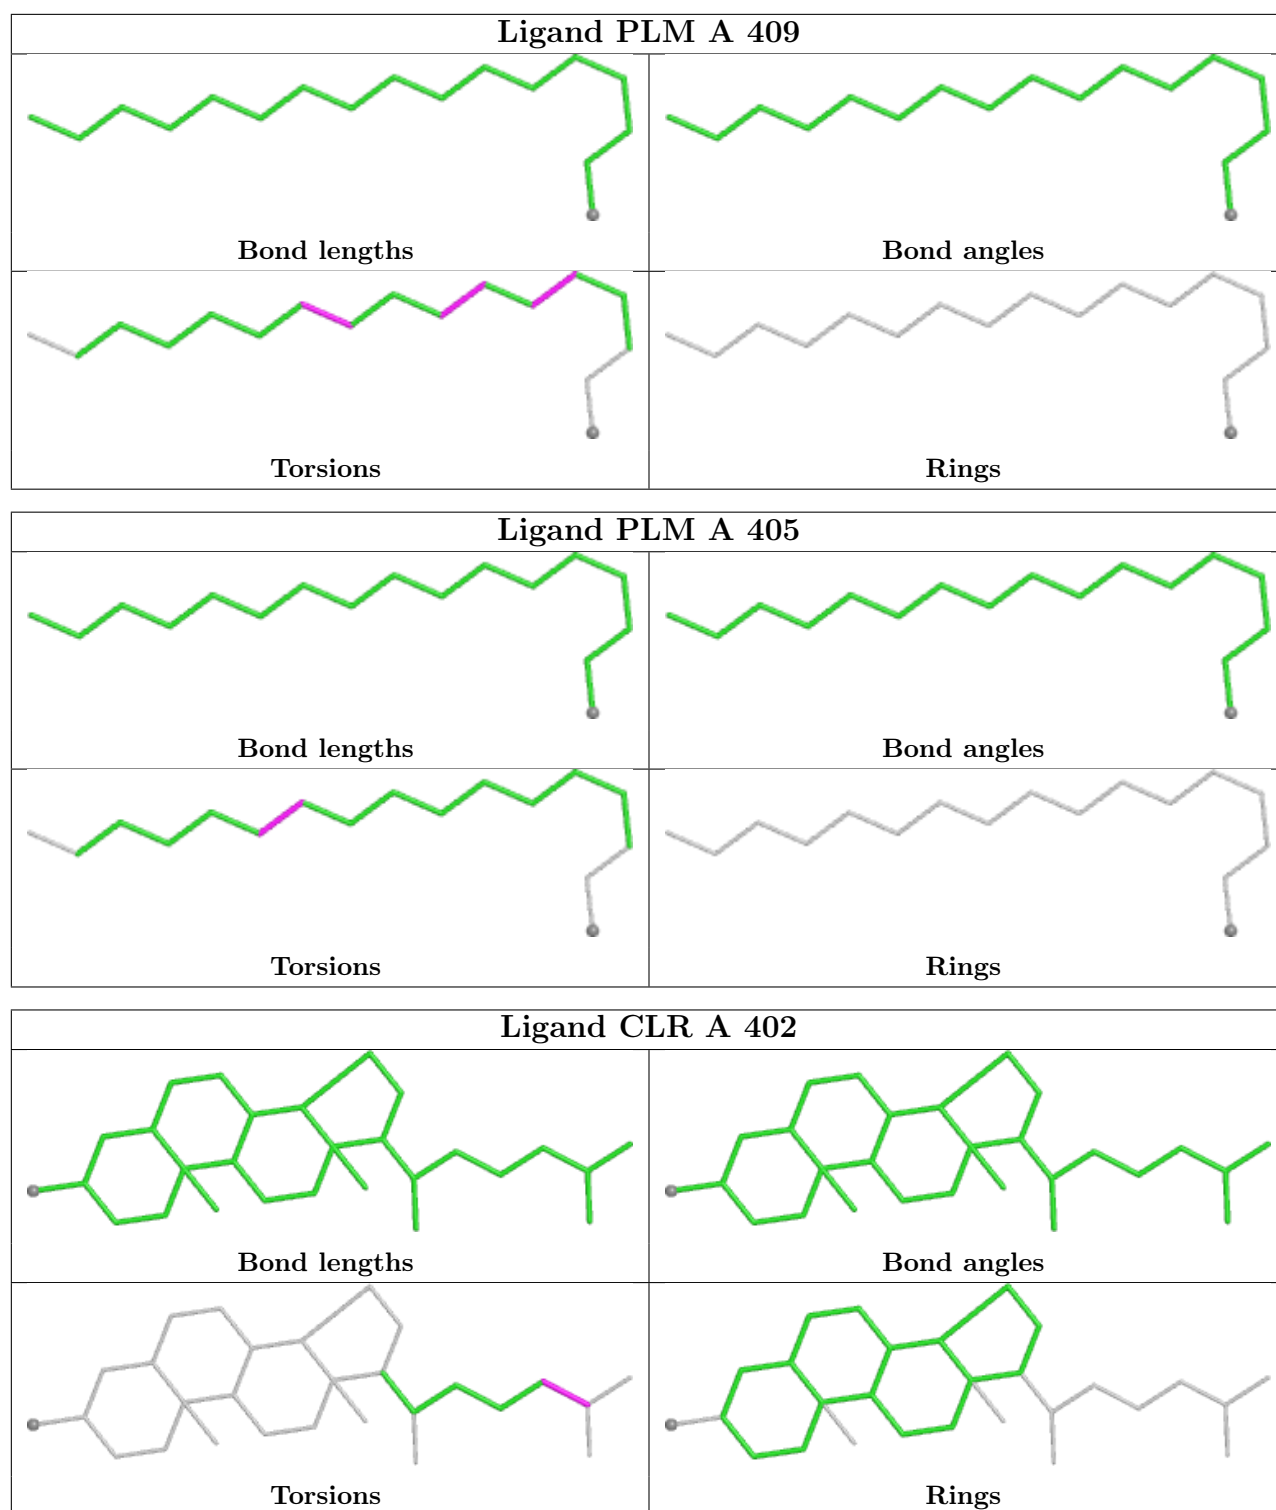 Ligand PLM A 409
Bond lengths
Bond angles
Torsions
Rings
Ligand PLM A 405
Bond lengths
Bond angles
Torsions
Rings
Ligand CLR A 402
Bond lengths
Bond angles
Torsions
Rings